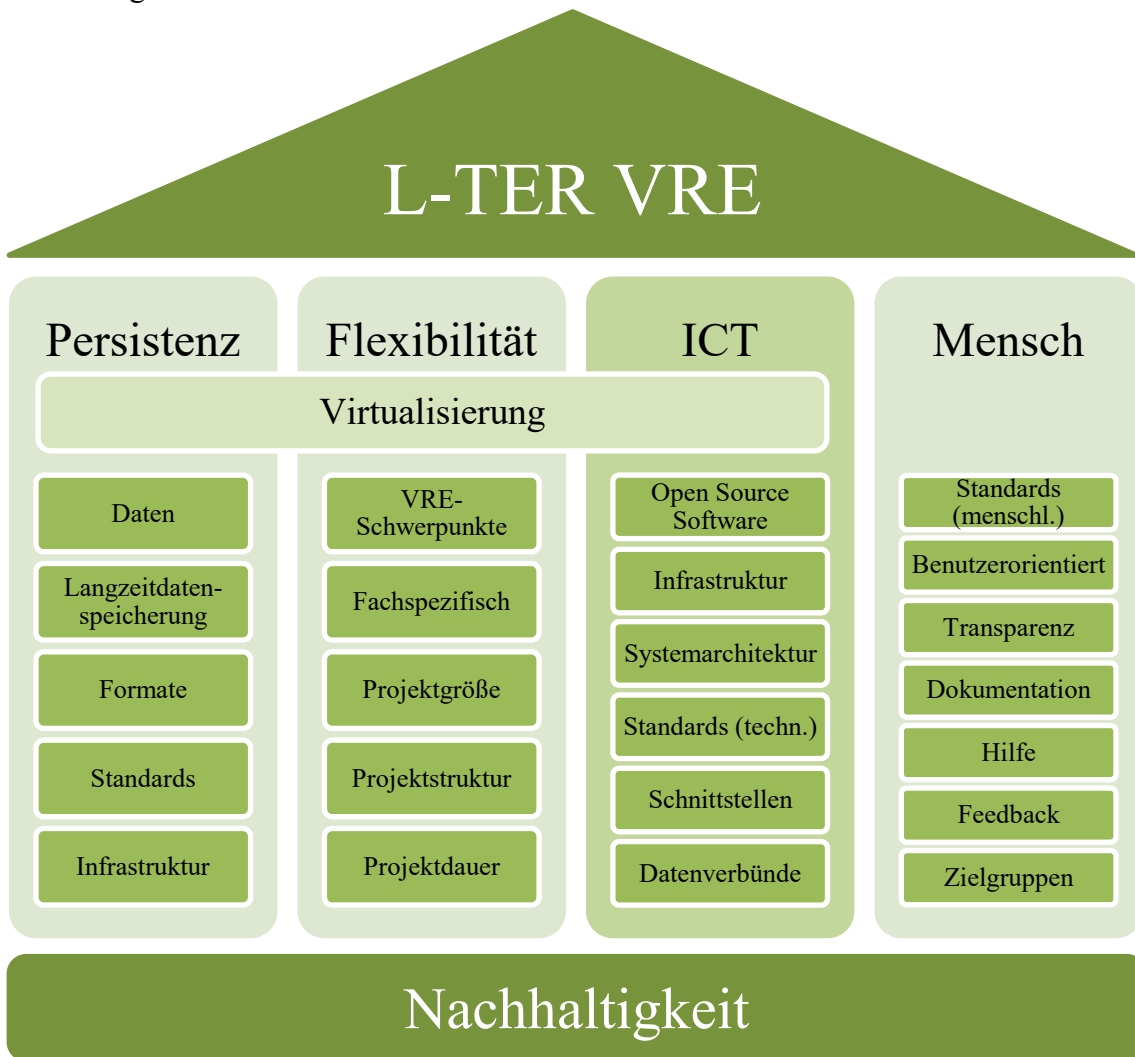 L-TER VRE
Persistenz
Flexibilität
ICT
Mensch
Virtualisierung
Daten
Langzeitdaten-
speicherung
Formate
Standards
Infrastruktur
VRE-
Schwerpunkte
Fachspezifisch
Projektgröße
Projektstruktur
Projektdauer
Open Source
Software
Infrastruktur
Systemarchitektur
Standards (techn.)
Schnittstellen
Datenverbünde
Standards
(menschl.)
Benutzerorientiert
Transparenz
Dokumentation
Hilfe
Feedback
Zielgruppen
Nachhaltigkeit